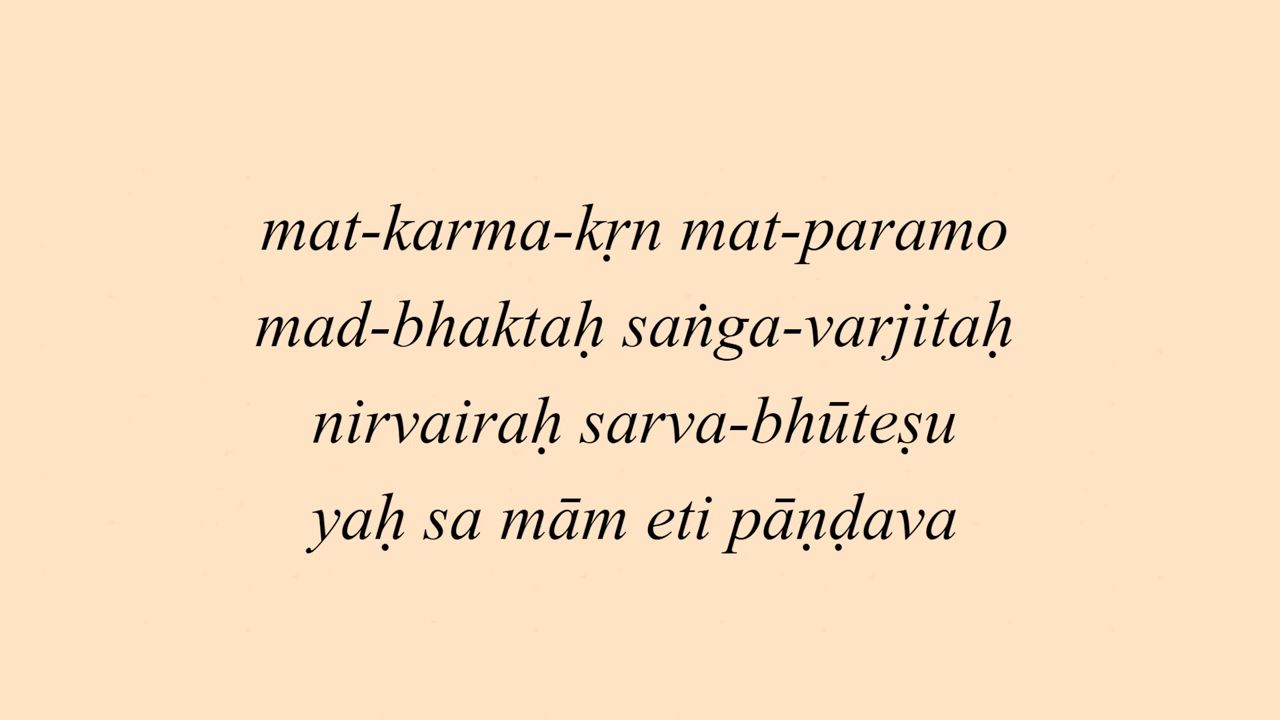 mat-karma-kṛn mat-paramo
mad-bhaktaḥ saṅga-varjitaḥ
nirvairaḥ sarva-bhūteṣu
yaḥ sa mām eti pāṇḍava